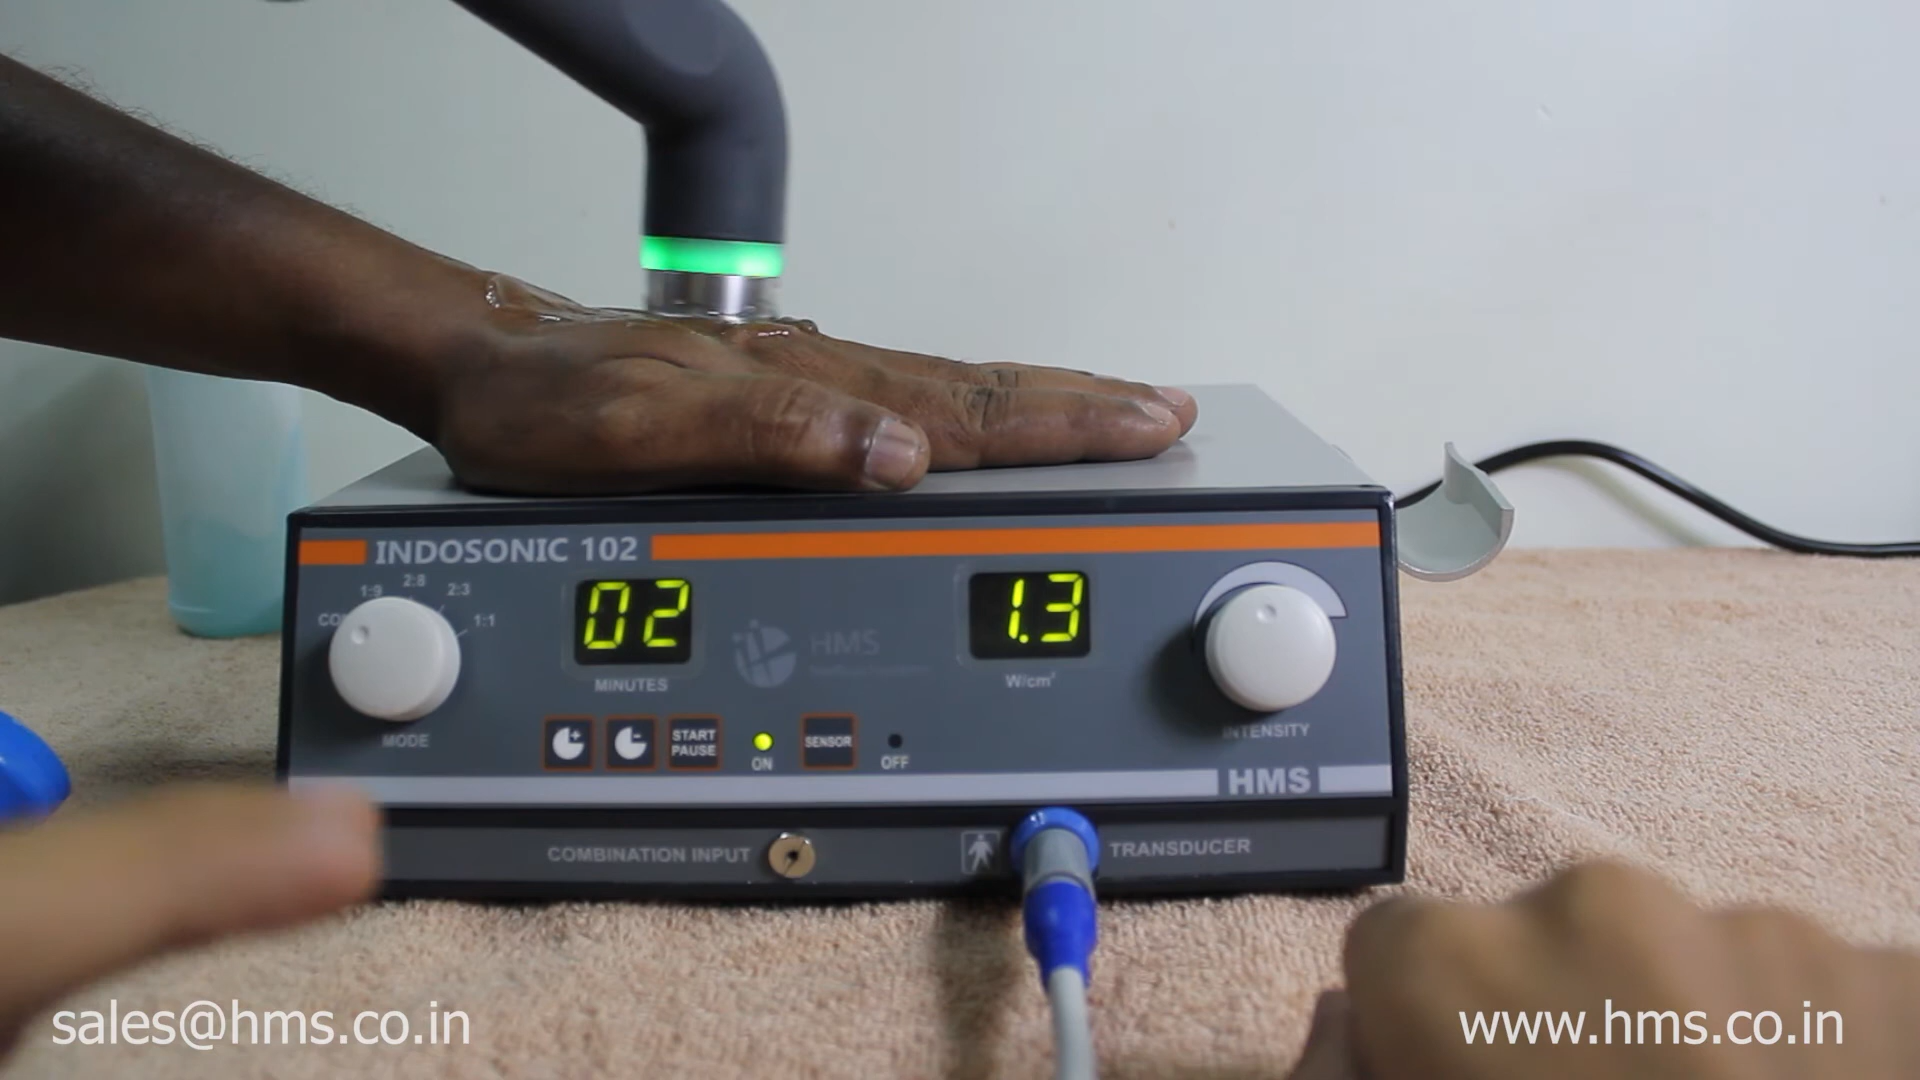 INDOSONIC 102
1:9
2:8
2:3
1:1
02
1.3
HMS
MINUTES
W/cm²
MODE
INTENSITY
START
PAUSE
ON
SENSOR
OFF
HMS
COMBINATION INPUT
TRANSDUCER
sales@hms.co.in
www.hms.co.in